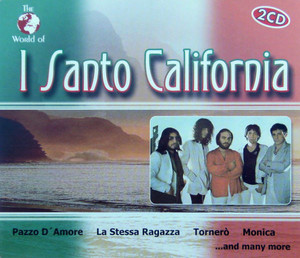 The
World of
2CD
I Santo California
Pazzo D´Amore La Stessa Ragazza Tornerò Monica
...and many more